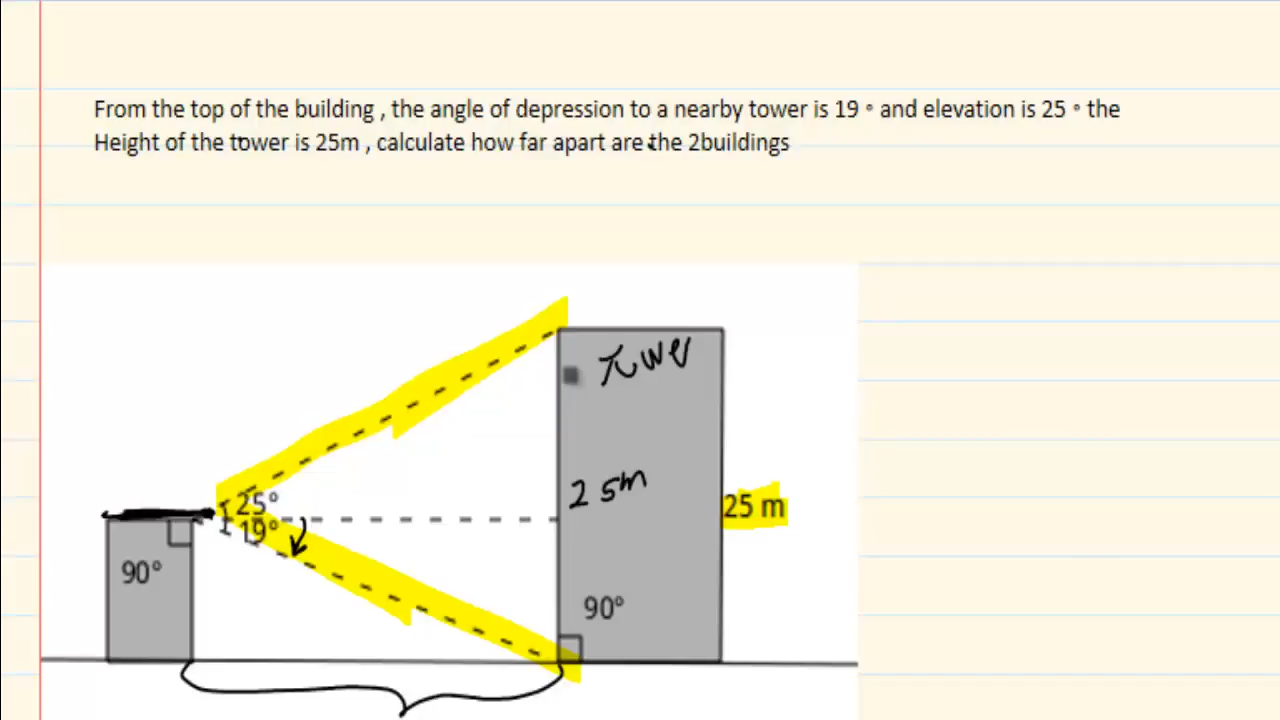 From the top of the building , the angle of depression to a nearby tower is 19 ° and elevation is 25 ° the
Height of the tower is 25m , calculate how far apart are the 2buildings
Tower
25°
25m
25 m
19°
90°
90°